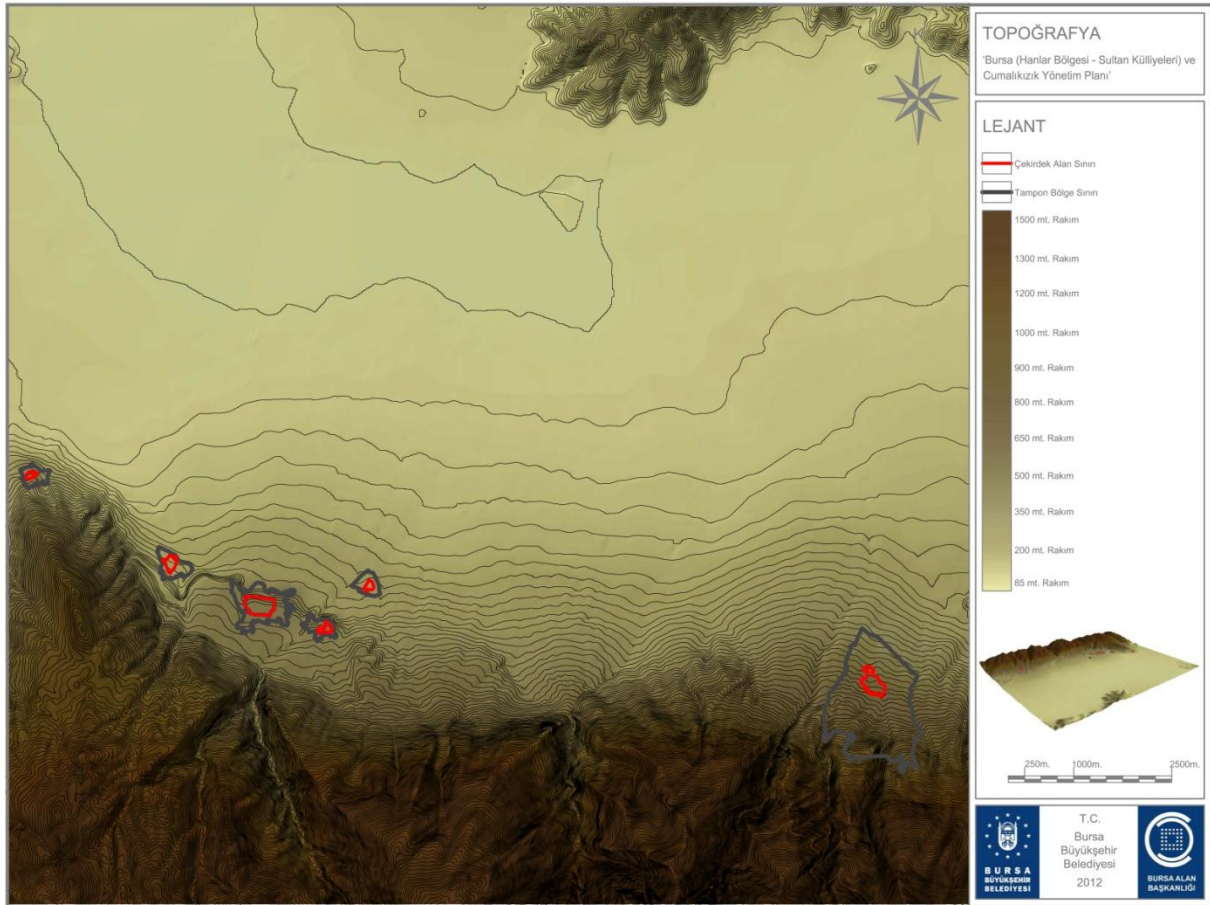 K
TOPOĞRAFYA
'Bursa (Hanlar Bölgesi - Sultan Külliyeleri) ve
Cumalıkızık Yönetim Planı'
LEJANT
Çekirdek Alan Sınırı
Tampon Bölge Sınırı
1500 mt. Rakım
1300 mt. Rakım
1200 mt. Rakım
1000 mt. Rakım
900 mt. Rakım
800 mt. Rakım
650 mt. Rakım
500 mt. Rakım
350 mt. Rakım
200 mt. Rakım
85 mt. Rakım
250m. 1000m. 2500m.
BURSA
BÜYÜKŞEHİR
BELEDİYESİ
T.C.
Bursa
Büyükşehir
Belediyesi
2012
BURSA ALAN
BAŞKANLIĞI